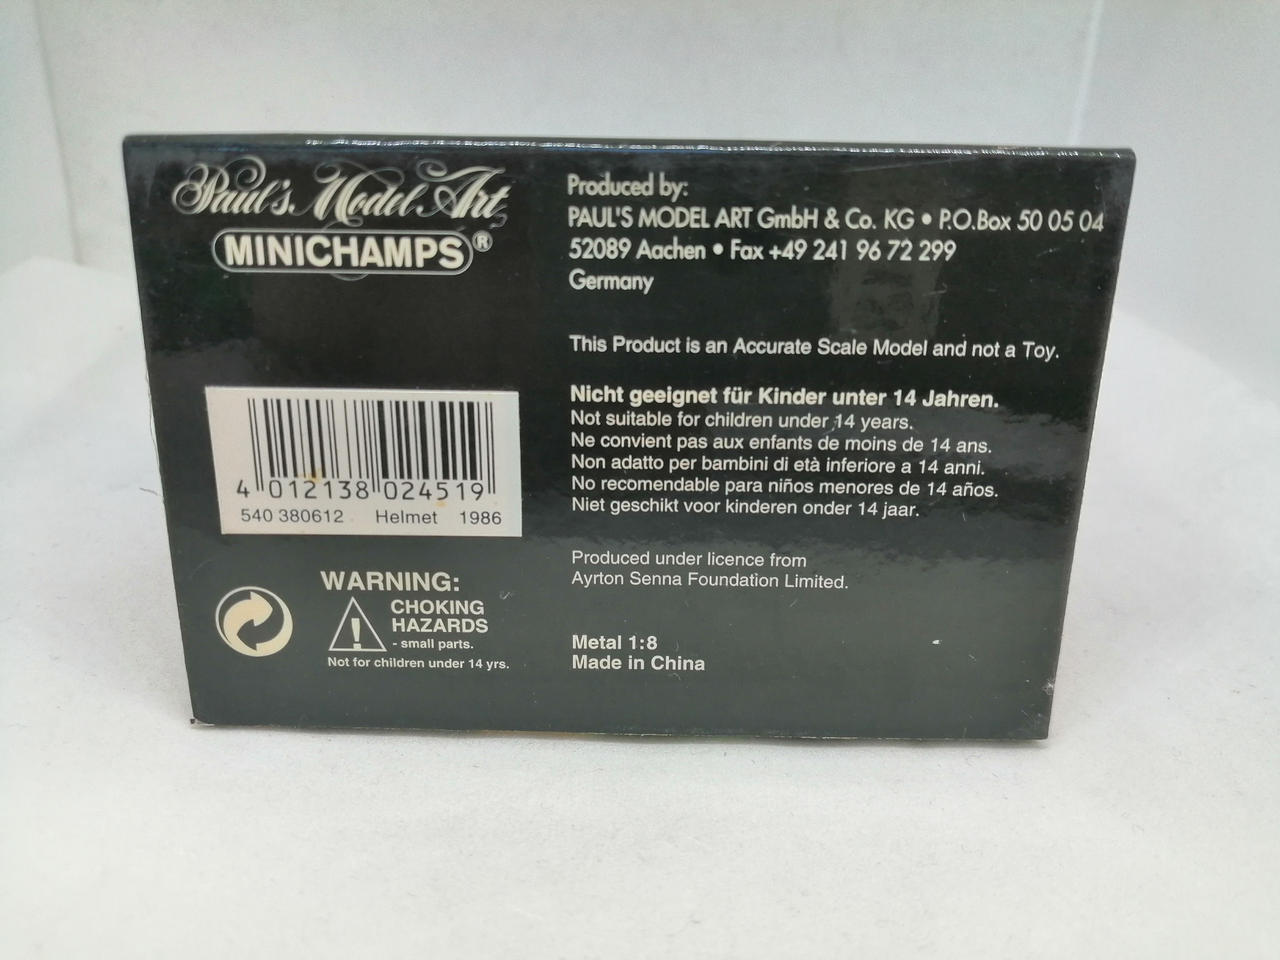 Paul's Model Art
MINICHAMPS®
4 012138 024519
540 380612 Helmet 1986
WARNING:
CHOKING
HAZARDS
- small parts.
Not for children under 14 yrs.
Produced by:
PAUL'S MODEL ART GmbH & Co. KG • P.O.Box 50 05 04
52089 Aachen • Fax +49 241 96 72 299
Germany
This Product is an Accurate Scale Model and not a Toy.
Nicht geeignet für Kinder unter 14 Jahren.
Not suitable for children under 14 years.
Ne convient pas aux enfants de moins de 14 ans.
Non adatto per bambini di età inferiore a 14 anni.
No recomendable para niños menores de 14 años.
Niet geschikt voor kinderen onder 14 jaar.
Produced under licence from
Ayrton Senna Foundation Limited.
Metal 1:8
Made in China